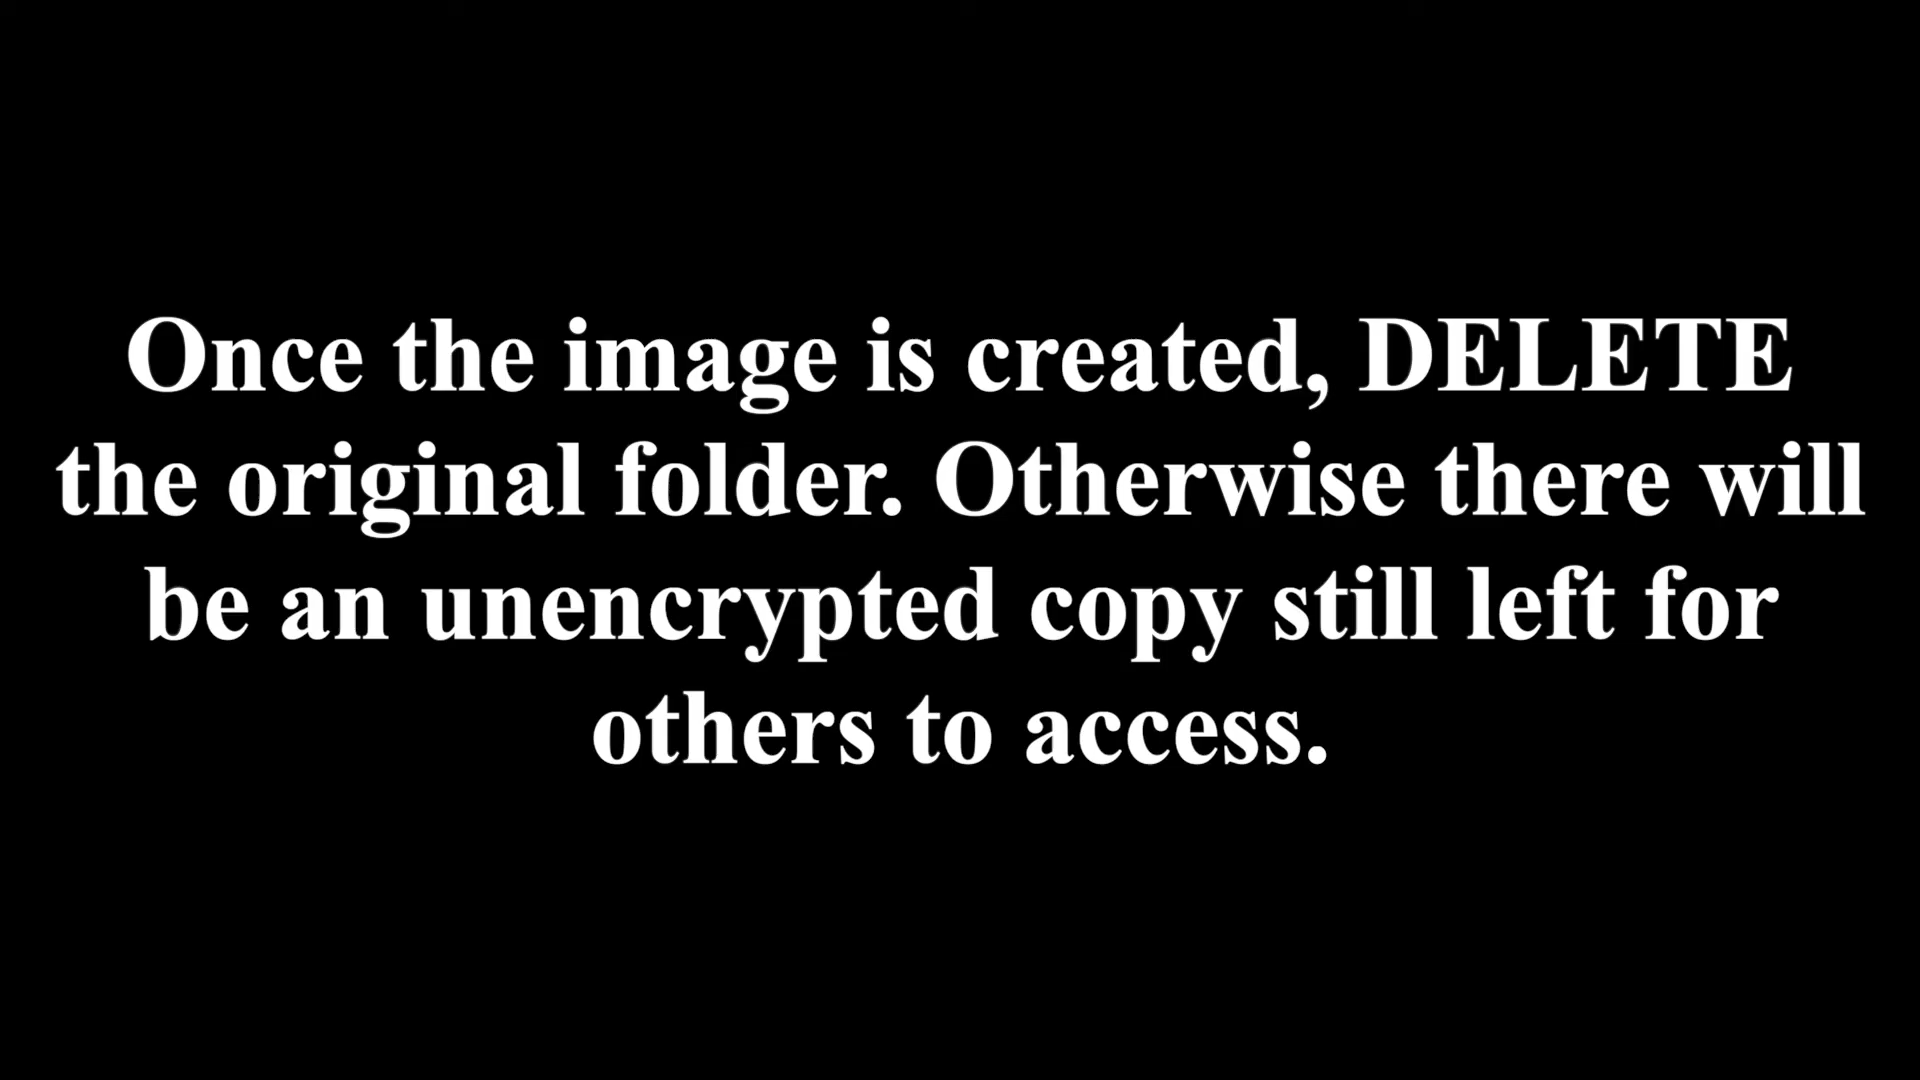 Once the image is created, DELETE
the original folder. Otherwise there will
be an unencrypted copy still left for
others to access.